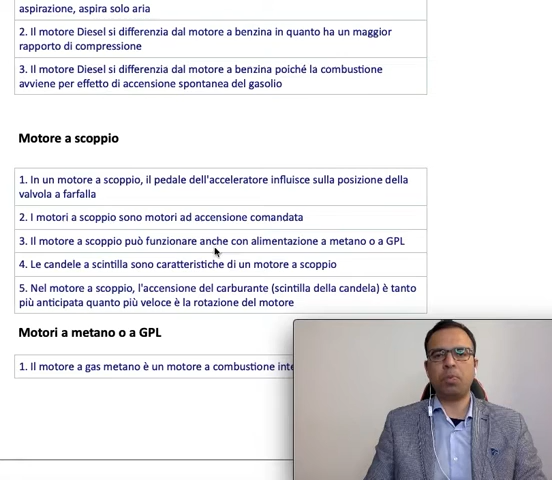 aspirazione, aspira solo aria
2. Il motore Diesel si differenzia dal motore a benzina in quanto ha un maggior
rapporto di compressione
3. Il motore Diesel si differenzia dal motore a benzina poiché la combustione
avviene per effetto di accensione spontanea del gasolio
Motore a scoppio
1. In un motore a scoppio, il pedale dell'acceleratore influisce sulla posizione della
valvola a farfalla
2. I motori a scoppio sono motori ad accensione comandata
3. Il motore a scoppio può funzionare anche con alimentazione a metano o a GPL
4. Le candele a scintilla sono caratteristiche di un motore a scoppio
5. Nel motore a scoppio, l'accensione del carburante (scintilla della candela) è tanto
più anticipata quanto più veloce è la rotazione del motore
Motori a metano o a GPL
1. Il motore a gas metano è un motore a combustione inte